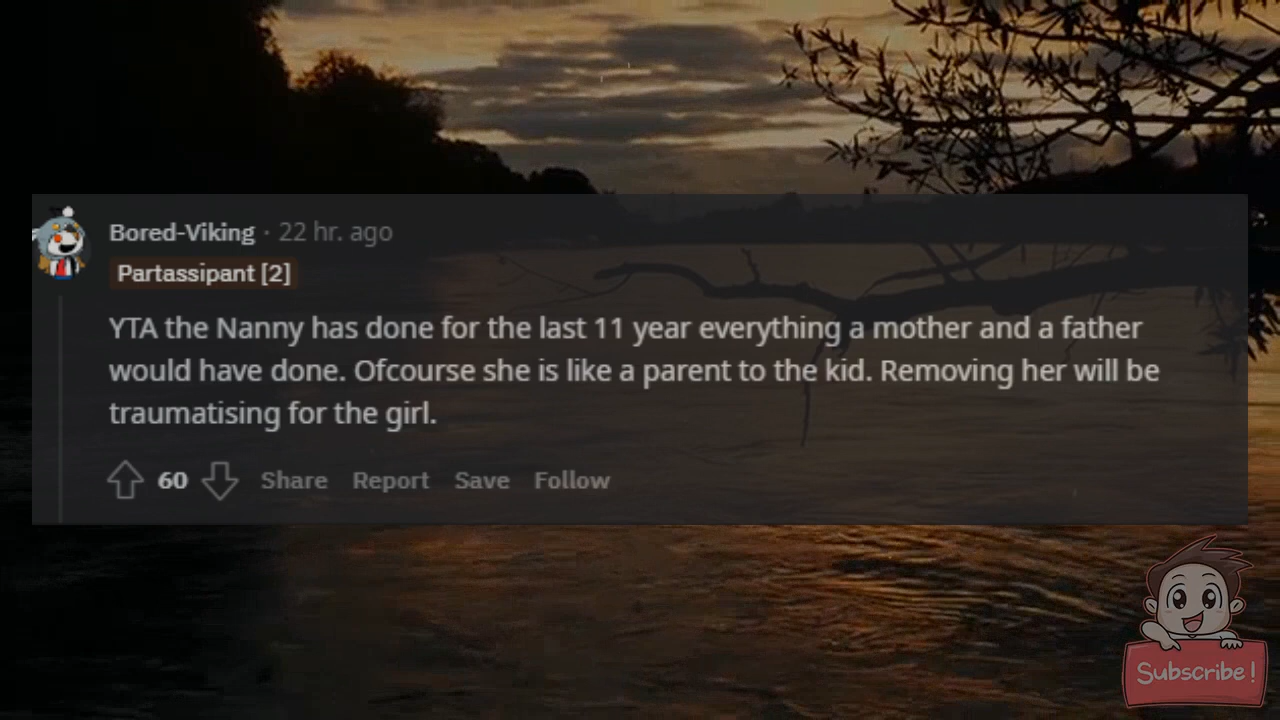 Bored-Viking · 22 hr. ago
Partassipant [2]
YTA the Nanny has done for the last 11 year everything a mother and a father
would have done. Ofcourse she is like a parent to the kid. Removing her will be
traumatising for the girl.
60 Share Report Save Follow
Subscribe!